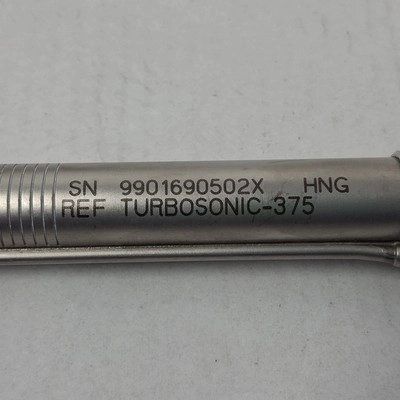 SN 9901690502X HNG
REF TURBOSONIC-375